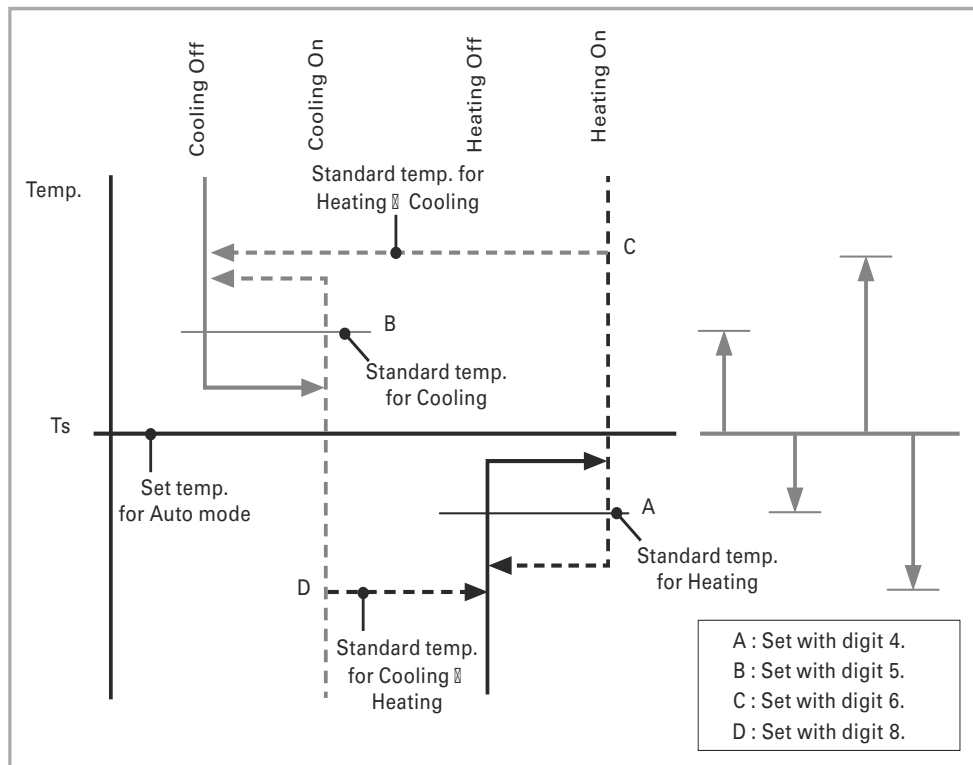 Cooling Off
Cooling On
Heating Off
Heating On
Temp.
Standard temp. for
Heating Cooling
C
B
Standard temp.
for Cooling
Ts
Set temp.
for Auto mode
A
Standard temp.
for Heating
D
Standard temp.
for Cooling
Heating
A : Set with digit 4.
B : Set with digit 5.
C : Set with digit 6.
D : Set with digit 8.